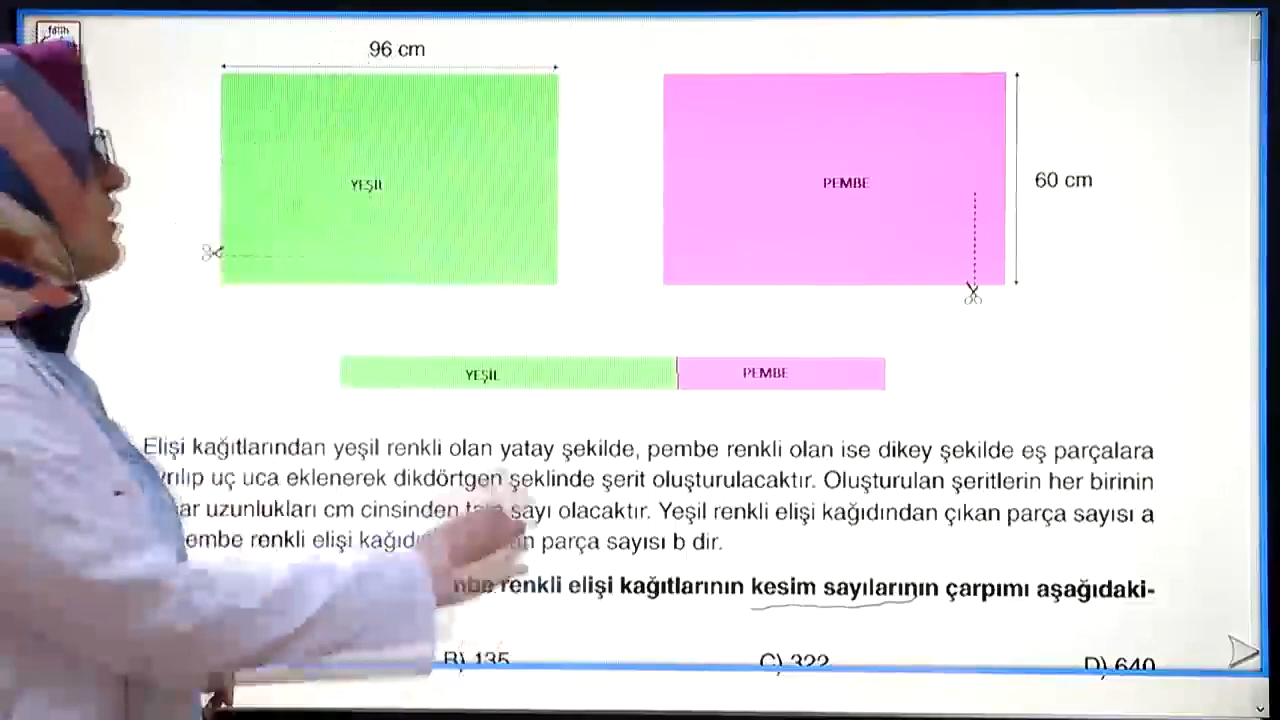 fatih
96 cm
YEŞİL
PEMBE
60 cm
YEŞİL
PEMBE
Elişi kağıtlarından yeşil renkli olan yatay şekilde, pembe renkli olan ise dikey şekilde eş parçalara
uç uca eklenerek dikdörtgen şeklinde şerit oluşturulacaktır. Oluşturulan şeritlerin her birinin
uzunlukları cm cinsinden sayı olacaktır. Yeşil renkli elişi kağıdından çıkan parça sayısı a
renkli elişi parça sayısı b dir.
renkli elişi kağıtlarının kesim sayılarının çarpımı aşağıdaki-
B) 135 C) 322 D) 640